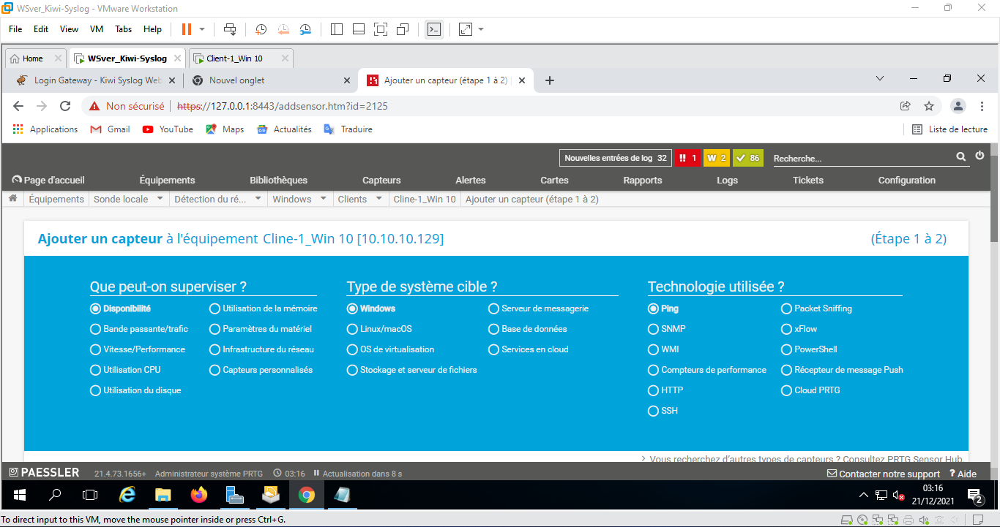 WSver_Kiwi-Syslog - VMware Workstation
File Edit View VM Tabs Help
Home WSver_Kiwi-Syslog Client-1_Win 10
Login Gateway - Kiwi Syslog Web Nouvel onglet Ajouter un capteur (étape 1 à 2) |
Non sécurisé https://127.0.0.1:8443/addsensor.htm?id=2125
Applications Gmail YouTube Maps Actualités Traduire Liste de lecture
Nouvelles entrées de log 32 !! 1 W 2 86 Recherche...
Page d'accueil Équipements Bibliothèques Capteurs Alertes Cartes Rapports Logs Tickets Configuration
Équipements Sonde locale Détection du ré... Windows Clients Cline-1_Win 10 Ajouter un capteur (étape 1 à 2)
Ajouter un capteur à l'équipement Cline-1_Win 10 [10.10.10.129] (Étape 1 à 2)
Que peut-on superviser ? Type de système cible ? Technologie utilisée ?
Disponibilité Utilisation de la mémoire Windows Serveur de messagerie Ping Packet Sniffing
Bande passante/trafic Paramètres du matériel Linux/macOS Base de données SNMP xFlow
Vitesse/Performance Infrastructure du réseau OS de virtualisation Services en cloud WMI PowerShell
Utilisation CPU Capteurs personnalisés Stockage et serveur de fichiers Compteurs de performance Récepteur de message Push
Utilisation du disque HTTP Cloud PRTG
SSH
> Vous recherchez d'autres types de capteurs ? Consultez PRTG Sensor Hub.
PAESSLER 21.4.73.1656+ Administrateur système PRTG 03:16 Actualisation dans 8 s Contacter notre support ? Aide
03:16
21/12/2021 2
To direct input to this VM, move the mouse pointer inside or press Ctrl+G.